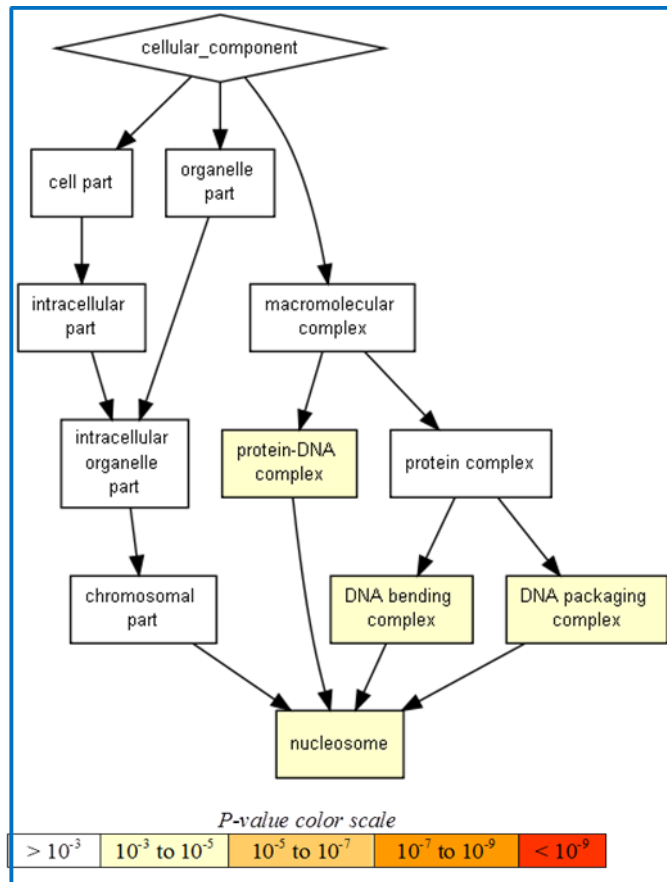 cellular_component
cell part
organelle
part
intracellular
part
macromolecular
complex
intracellular
organelle
part
protein-DNA
complex
protein complex
chromosomal
part
DNA bending
complex
DNA packaging
complex
nucleosome
P-value color scale
> 10⁻³ 10⁻³ to 10⁻⁵ 10⁻⁵ to 10⁻⁷ 10⁻⁷ to 10⁻⁹ < 10⁻⁹